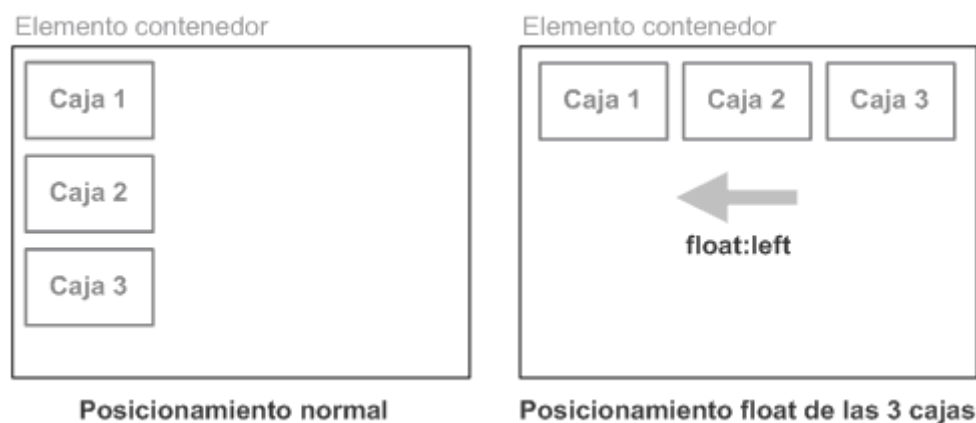 Elemento contenedor
Caja 1
Caja 2
Caja 3
Posicionamiento normal
Elemento contenedor
Caja 1 Caja 2 Caja 3
float:left
Posicionamiento float de las 3 cajas